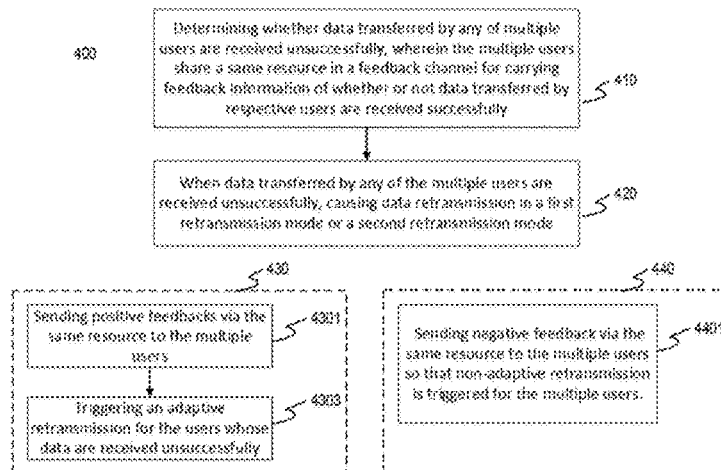 400
Determining whether data transferred by any of multiple
users are received unsuccessfully, wherein the multiple users
share a same resource in a feedback channel for carrying
feedback information of whether or not data transferred by
respective users are received successfully
410
When data transferred by any of the multiple users are
received unsuccessfully, causing data retransmission in a first
retransmission mode or a second retransmission mode
420
430
Sending positive feedbacks via the
same resource to the multiple
users
4301
Triggering an adaptive
retransmission for the users whose
data are received unsuccessfully
4303
440
Sending negative feedback via the
same resource to the multiple users
so that non-adaptive retransmission
is triggered for the multiple users.
4401